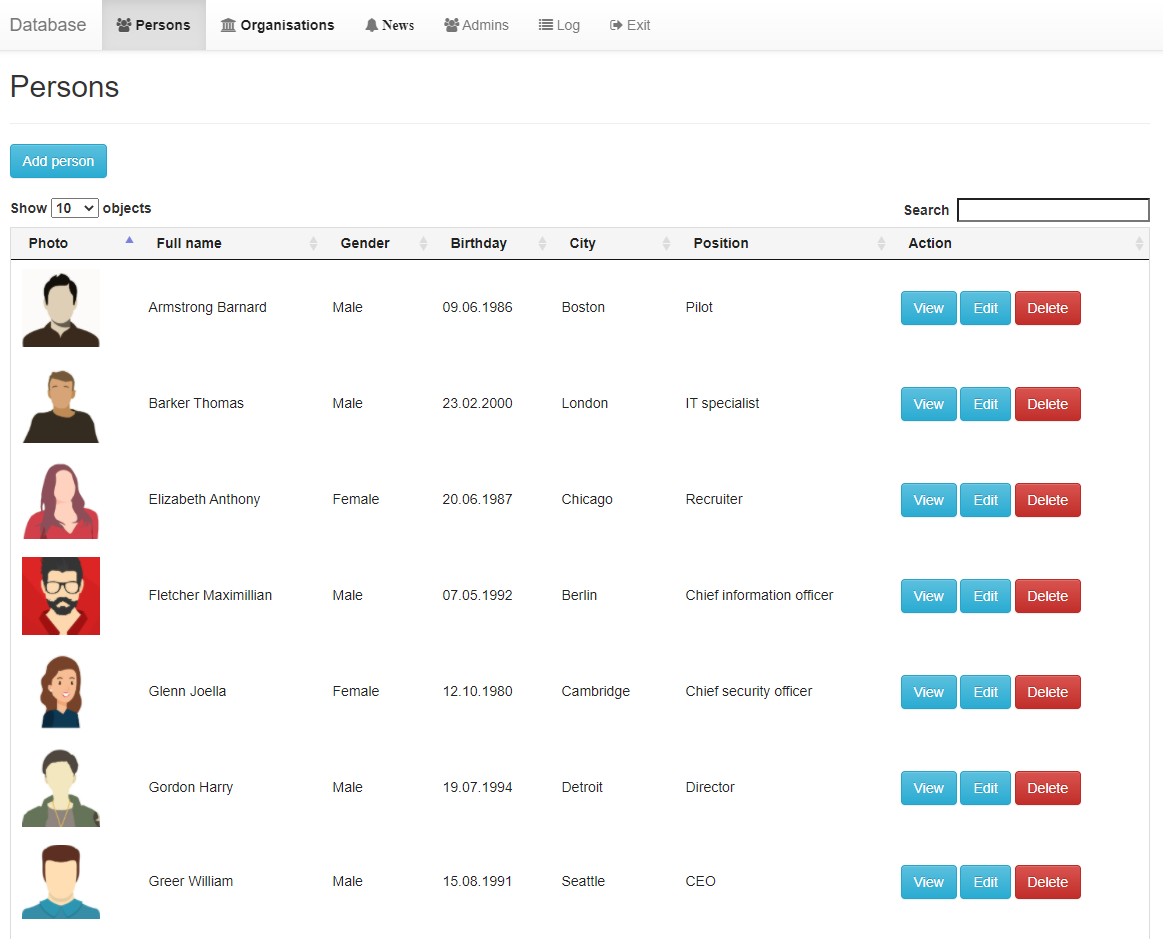 Database Persons Organisations News Admins Log Exit
Persons
Add person
Show 10 objects Search
Photo Full name Gender Birthday City Position Action
Armstrong Barnard Male 09.06.1986 Boston Pilot View Edit Delete
Barker Thomas Male 23.02.2000 London IT specialist View Edit Delete
Elizabeth Anthony Female 20.06.1987 Chicago Recruiter View Edit Delete
Fletcher Maximillian Male 07.05.1992 Berlin Chief information officer View Edit Delete
Glenn Joella Female 12.10.1980 Cambridge Chief security officer View Edit Delete
Gordon Harry Male 19.07.1994 Detroit Director View Edit Delete
Greer William Male 15.08.1991 Seattle CEO View Edit Delete